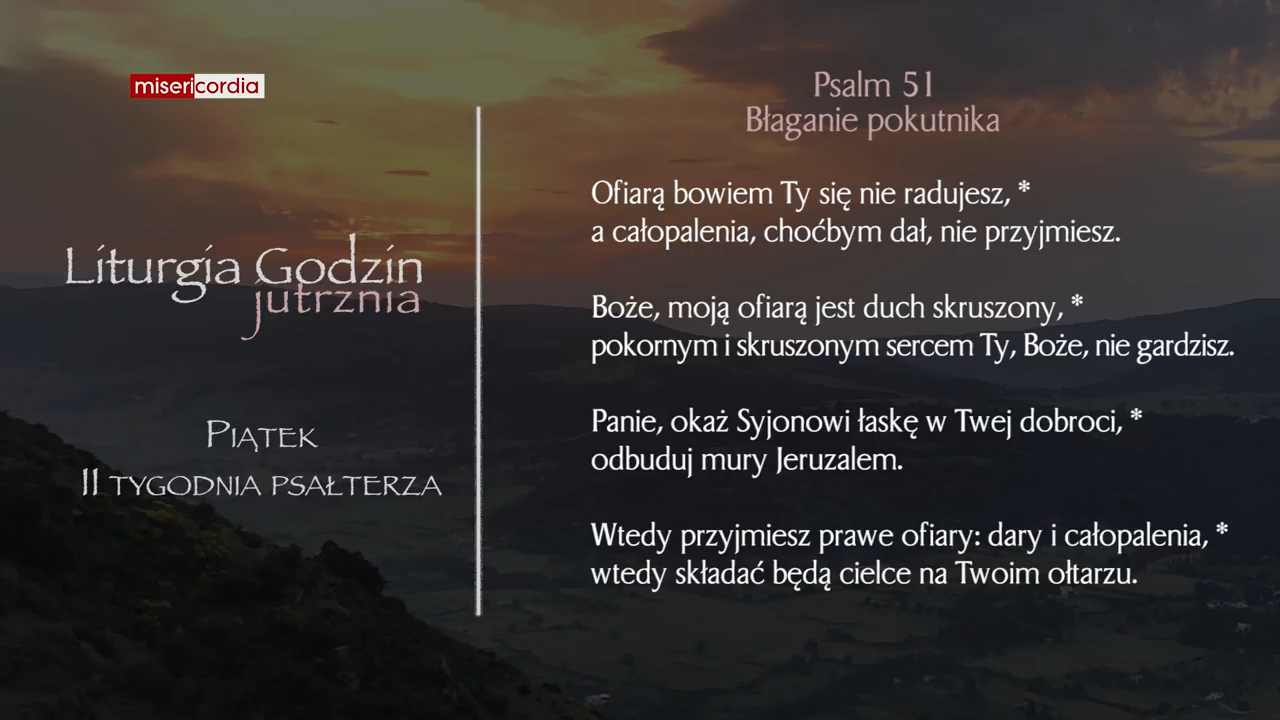 misericordia
Liturgia Godzin
jutrznia
Piątek
II tygodnia psałterza
Psalm 51
Błaganie pokutnika
Ofiarą bowiem Ty się nie radujesz, *
a całopalenia, choćbym dał, nie przyjmiesz.
Boże, moją ofiarą jest duch skruszony, *
pokornym i skruszonym sercem Ty, Boże, nie gardzisz.
Panie, okaż Syjonowi łaskę w Twej dobroci, *
odbuduj mury Jeruzalem.
Wtedy przyjmiesz prawe ofiary: dary i całopalenia, *
wtedy składać będą cielce na Twoim ołtarzu.